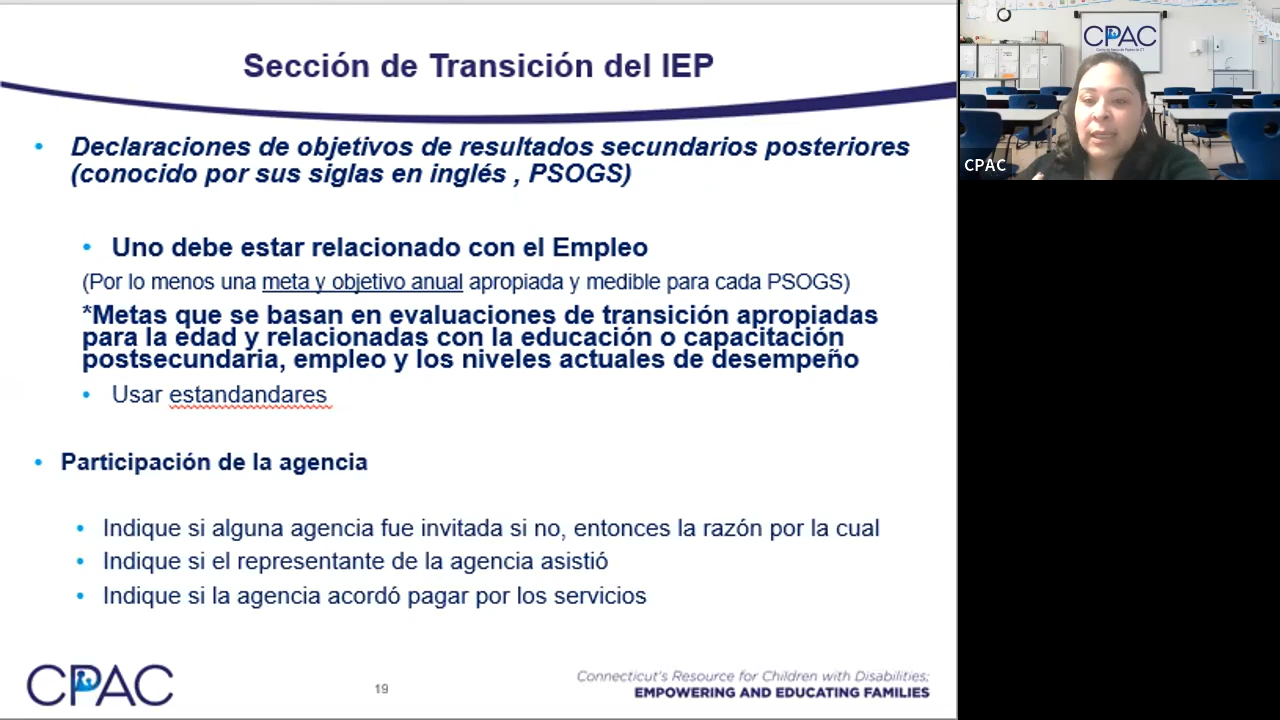 Sección de Transición del IEP
Declaraciones de objetivos de resultados secundarios posteriores
(conocido por sus siglas en inglés , PSOGS)
Uno debe estar relacionado con el Empleo
(Por lo menos una meta y objetivo anual apropiada y medible para cada PSOGS)
*Metas que se basan en evaluaciones de transición apropiadas
para la edad y relacionadas con la educación o capacitación
postsecundaria, empleo y los niveles actuales de desempeño
Usar estandandares
Participación de la agencia
Indique si alguna agencia fue invitada si no, entonces la razón por la cual
Indique si el representante de la agencia asistió
Indique si la agencia acordó pagar por los servicios
CPAC
19
Connecticut's Resource for Children with Disabilities;
EMPOWERING AND EDUCATING FAMILIES
CPAC
CPAC